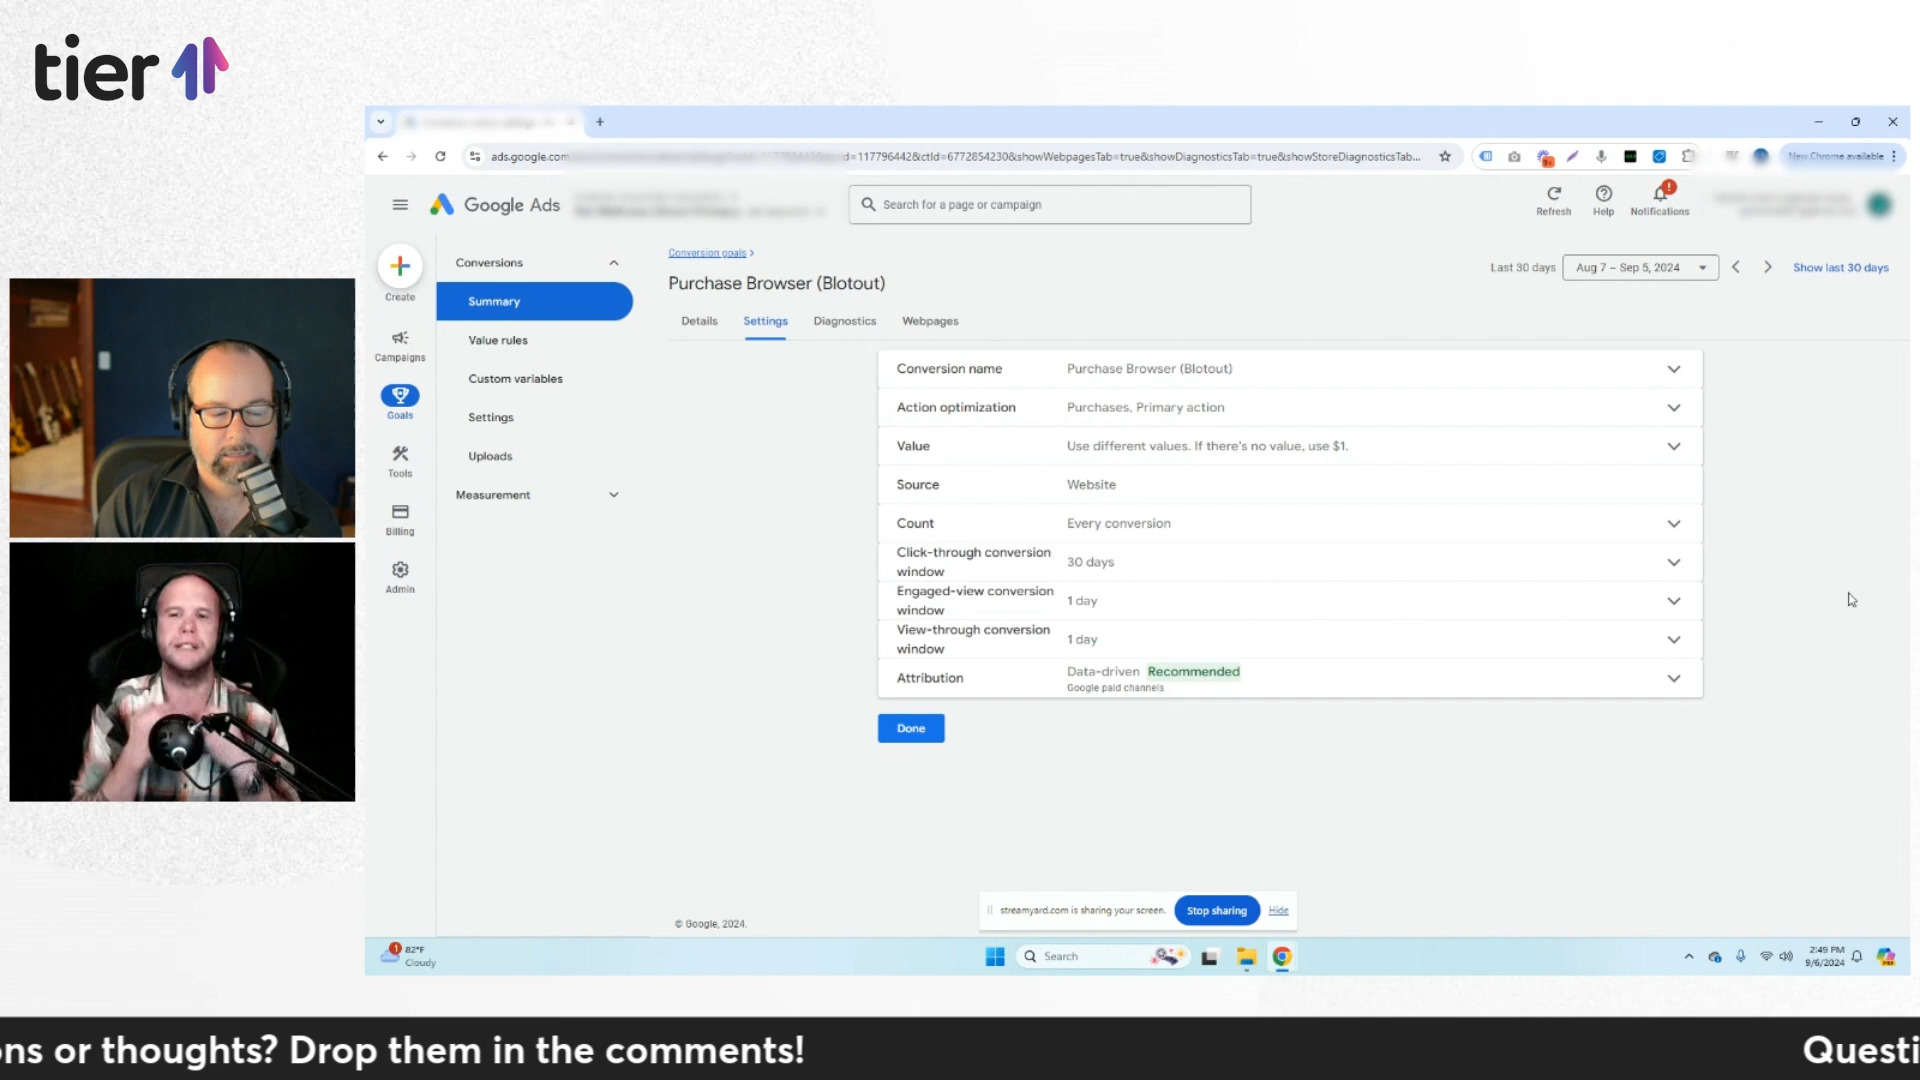 tier 11
ads.google.com
d=117796442&ctId=6772854230&showWebpagesTab=true&showDiagnosticsTab=true&showStoreDiagnosticsTab...
New Chrome available
Google Ads
Search for a page or campaign
Refresh
Help
Notifications
Create
Campaigns
Goals
Tools
Billing
Admin
Conversions
Summary
Value rules
Custom variables
Settings
Uploads
Measurement
Conversion goals >
Purchase Browser (Blotout)
Last 30 days
Aug 7 – Sep 5, 2024
Show last 30 days
Details
Settings
Diagnostics
Webpages
Conversion name
Purchase Browser (Blotout)
Action optimization
Purchases, Primary action
Value
Use different values. If there's no value, use $1.
Source
Website
Count
Every conversion
Click-through conversion
window
30 days
Engaged-view conversion
window
1 day
View-through conversion
window
1 day
Attribution
Data-driven Recommended
Google paid channels
Done
streamyard.com is sharing your screen.
Stop sharing
Hide
© Google, 2024.
1
82°F
Cloudy
Search
2:49 PM
9/6/2024
ns or thoughts? Drop them in the comments!
Questi